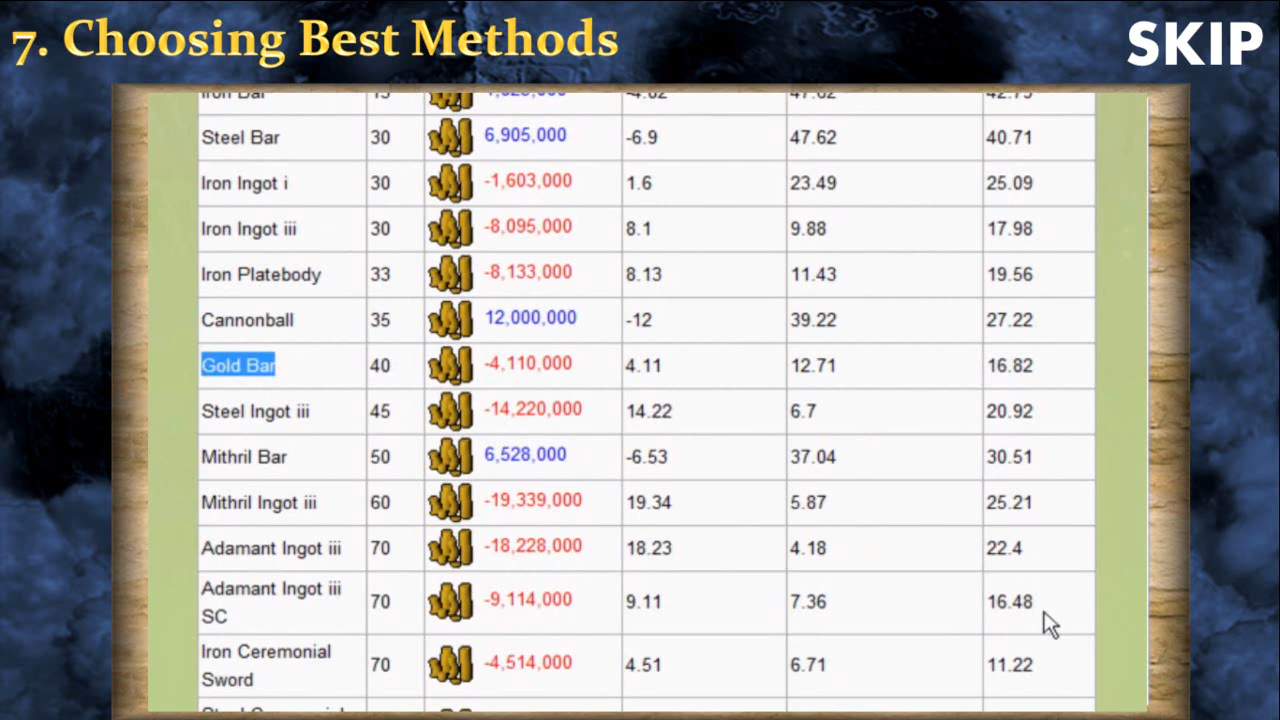 7. Choosing Best Methods
SKIP
Iron Bar 15 47.62 42.75
Steel Bar 30 6,905,000 -6.9 47.62 40.71
Iron Ingot i 30 -1,603,000 1.6 23.49 25.09
Iron Ingot iii 30 -8,095,000 8.1 9.88 17.98
Iron Platebody 33 -8,133,000 8.13 11.43 19.56
Cannonball 35 12,000,000 -12 39.22 27.22
Gold Bar 40 -4,110,000 4.11 12.71 16.82
Steel Ingot iii 45 -14,220,000 14.22 6.7 20.92
Mithril Bar 50 6,528,000 -6.53 37.04 30.51
Mithril Ingot iii 60 -19,339,000 19.34 5.87 25.21
Adamant Ingot iii 70 -18,228,000 18.23 4.18 22.4
Adamant Ingot iii
SC 70 -9,114,000 9.11 7.36 16.48
Iron Ceremonial
Sword 70 -4,514,000 4.51 6.71 11.22